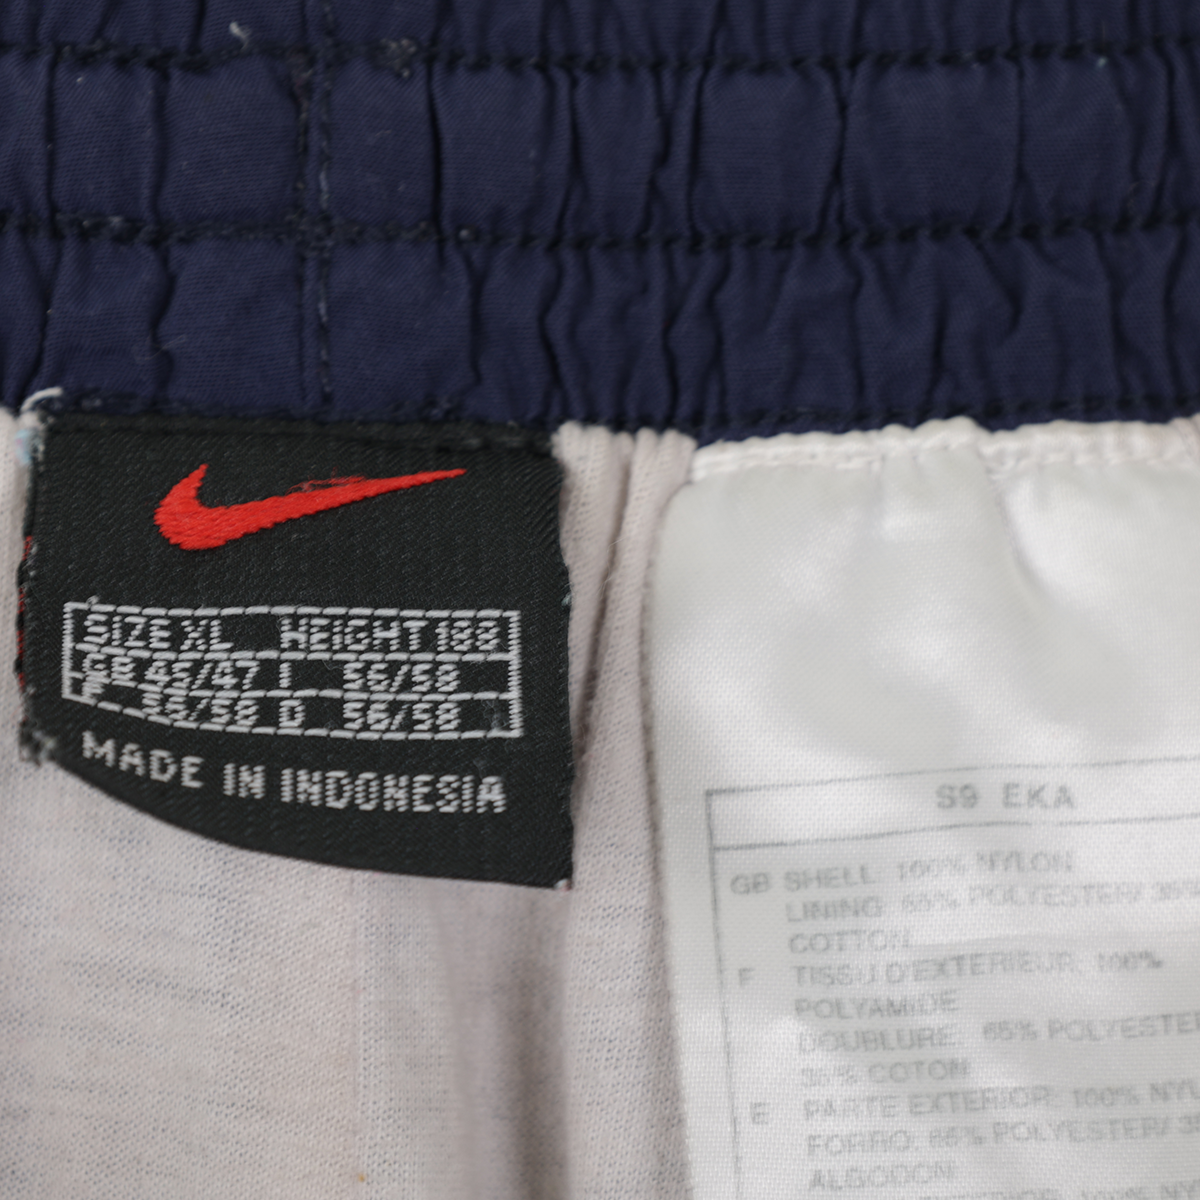 SIZE XL HEIGHT 188
GB 45/47 I 56/58
F 56/58 D 56/58
MADE IN INDONESIA
S9 EKA
GB SHELL: 100% NYLON
LINING: 65% POLYESTER/ 35%
COTTON
F TISSU D'EXTERIEUR: 100%
POLYAMIDE
DOUBLURE: 65% POLYESTER
35% COTON
E PARTE EXTERIOR: 100% NYL
FORRO: 65% POLYESTER/ 3
ALGODON